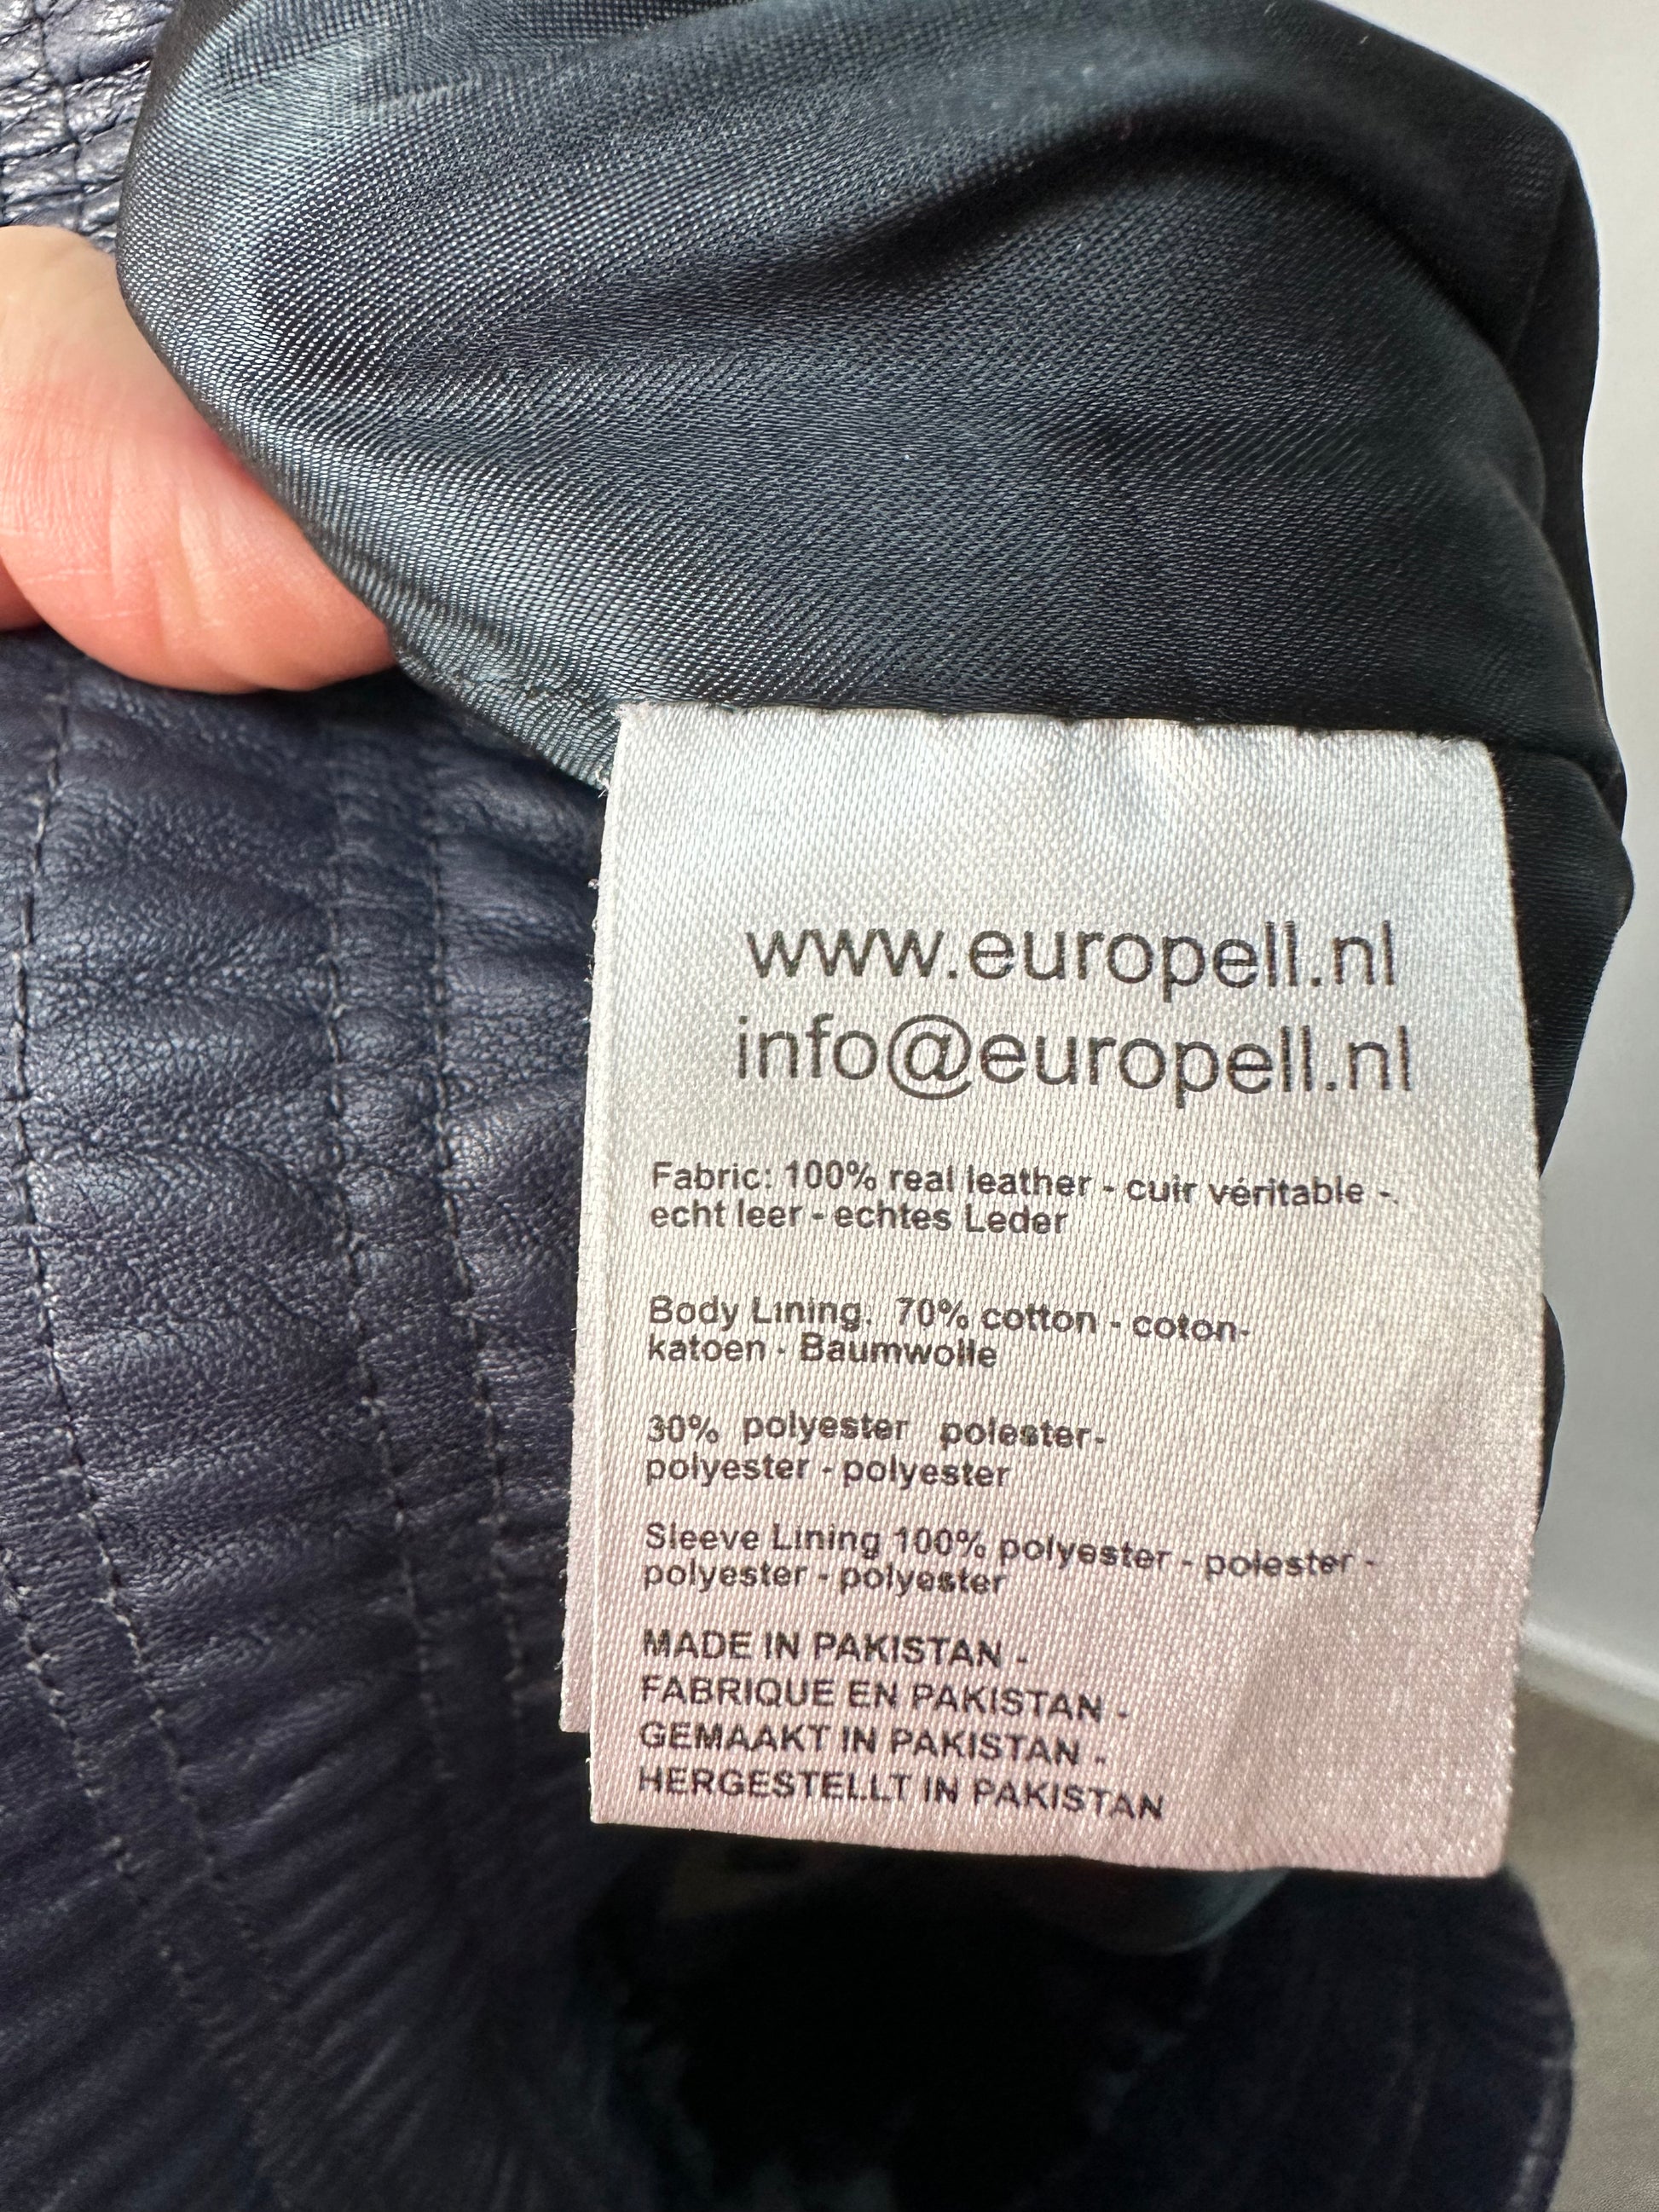 www.europell.nl
info@europell.nl
Fabric: 100% real leather - cuir véritable -
echt leer - echtes Leder
Body Lining: 70% cotton - coton-
katoen - Baumwolle
30% polyester polester-
polyester - polyester
Sleeve Lining 100% polyester - polester -
polyester - polyester
MADE IN PAKISTAN -
FABRIQUE EN PAKISTAN -
GEMAAKT IN PAKISTAN -
HERGESTELLT IN PAKISTAN